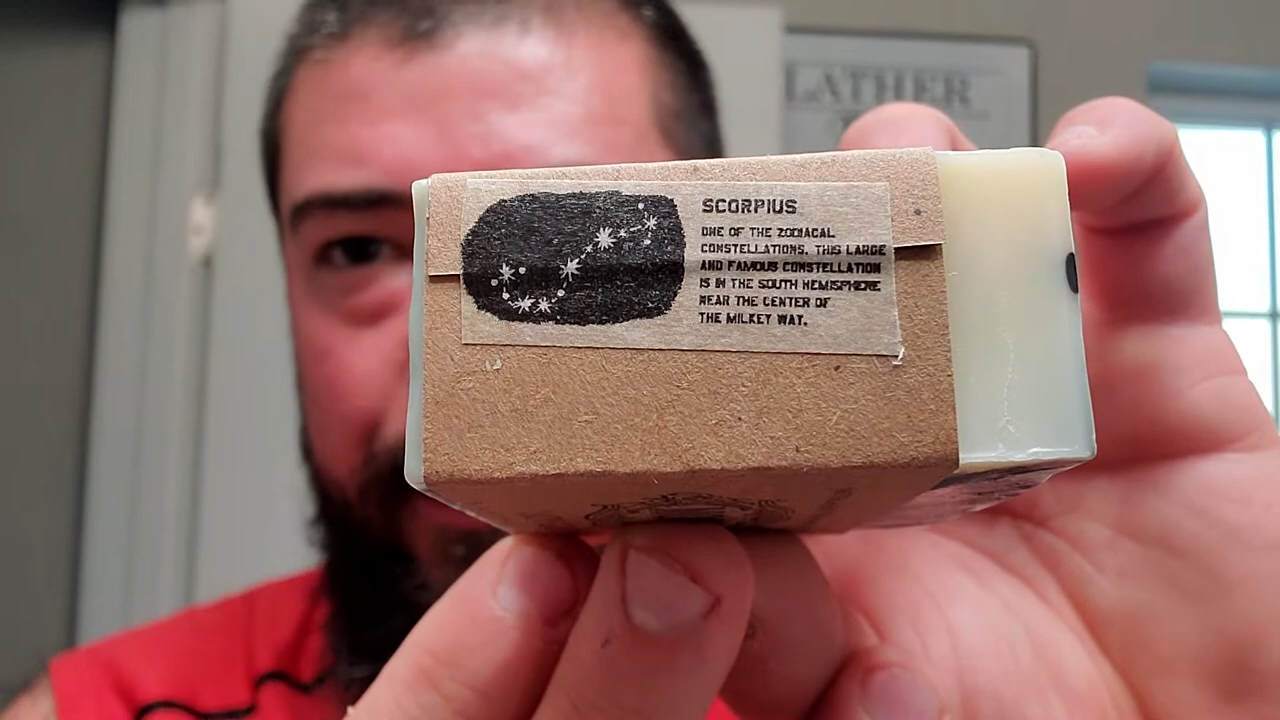 LATHER
SCORPIUS
ONE OF THE ZODIACAL
CONSTELLATIONS, THIS LARGE
AND FAMOUS CONSTELLATION
IS IN THE SOUTH HEMISPHERE
NEAR THE CENTER OF
THE MILKEY WAY.